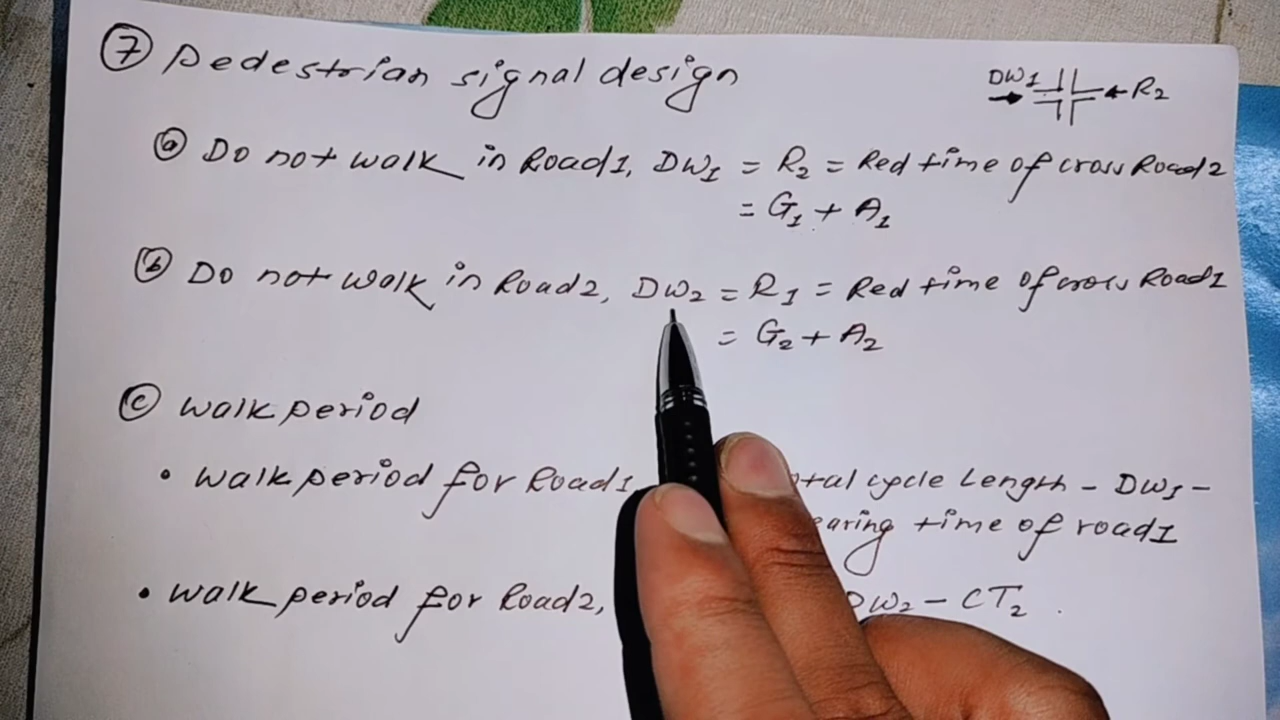 ⑦ Pedestrian signal design
DW1 R2
ⓐ Do not walk in Road1, DW1 = R2 = Red time of cross Road2
= G1 + A1
ⓑ Do not walk in Road2, DW2 = R1 = Red time of cross Road1
= G2 + A2
ⓒ walk period
• walk period for Road1 cycle Length - DW1 -
time of road1
• walk period for Road2, DW2 - CT2 .